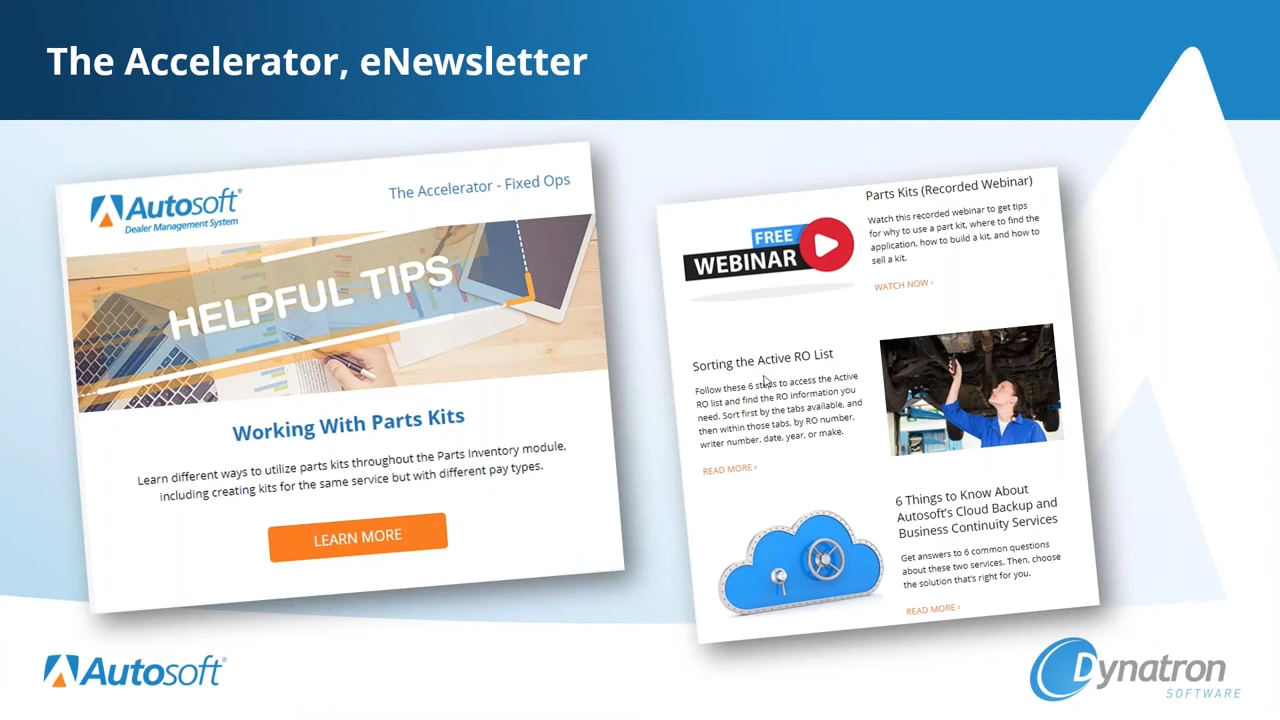 The Accelerator, eNewsletter
Autosoft®
Dealer Management System
The Accelerator - Fixed Ops
HELPFUL TIPS
Working With Parts Kits
Learn different ways to utilize parts kits throughout the Parts Inventory module,
including creating kits for the same service but with different pay types.
LEARN MORE
FREE
WEBINAR
Parts Kits (Recorded Webinar)
Watch this recorded webinar to get tips
for why to use a part kit, where to find the
application, how to build a kit, and how to
sell a kit.
WATCH NOW ›
Sorting the Active RO List
Follow these 6 steps to access the Active
RO list and find the RO information you
need. Sort first by the tabs available, and
then within those tabs, by RO number,
writer number, date, year, or make.
READ MORE ›
6 Things to Know About
Autosoft's Cloud Backup and
Business Continuity Services
Get answers to 6 common questions
about these two services. Then, choose
the solution that's right for you.
READ MORE ›
Autosoft®
Dynatron
SOFTWARE